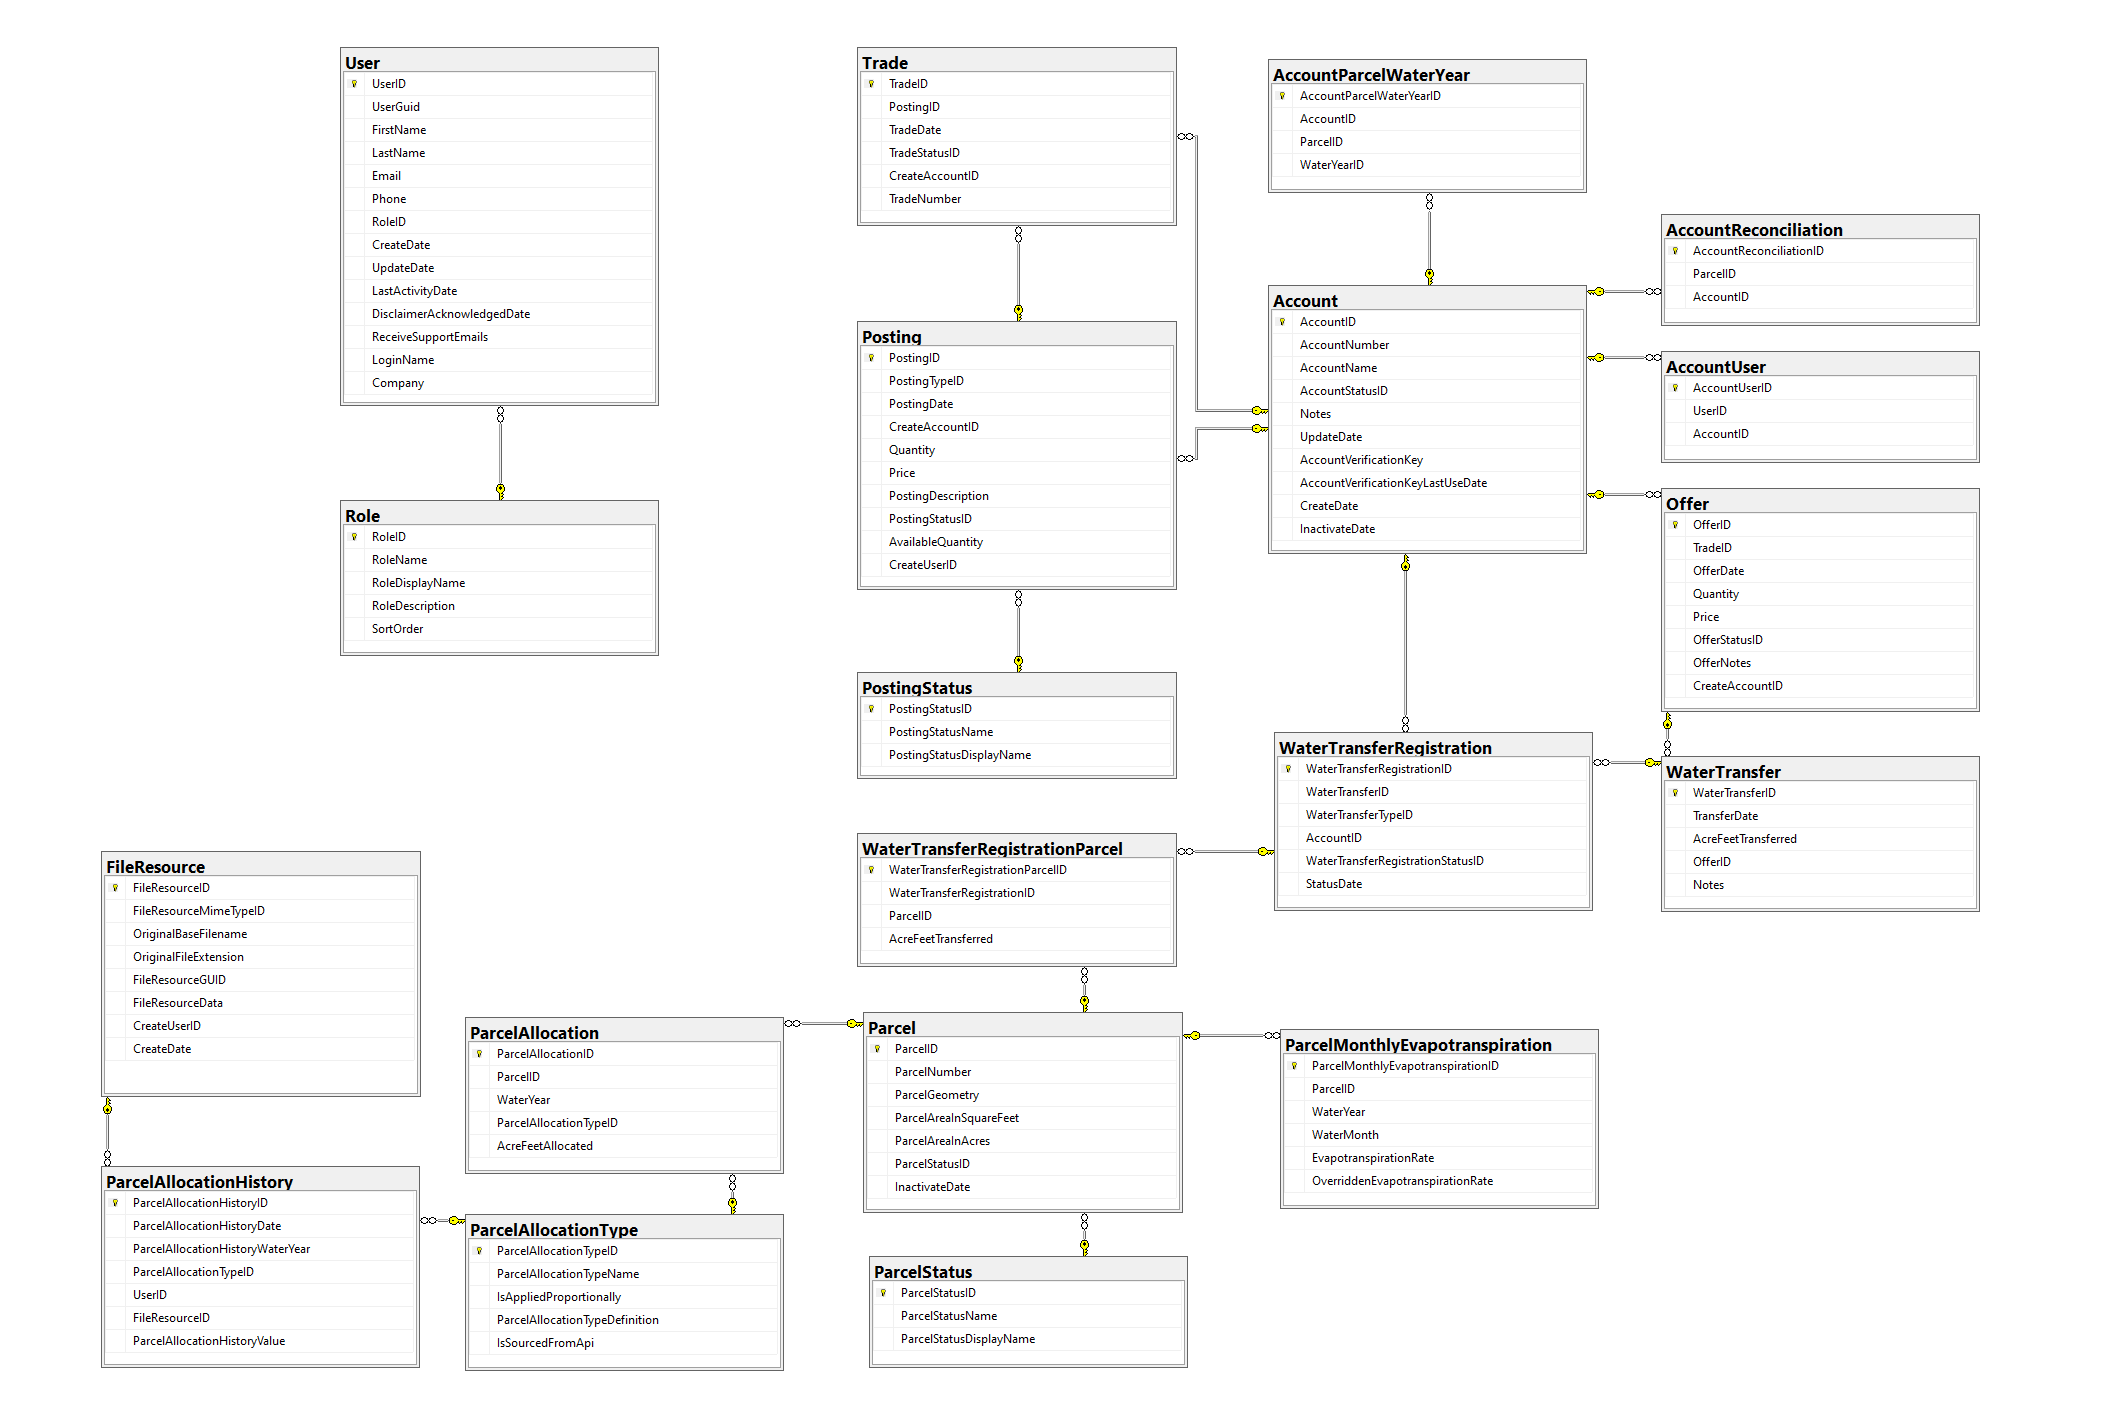 User
UserID
UserGuid
FirstName
LastName
Email
Phone
RoleID
CreateDate
UpdateDate
LastActivityDate
DisclaimerAcknowledgedDate
ReceiveSupportEmails
LoginName
Company
Role
RoleID
RoleName
RoleDisplayName
RoleDescription
SortOrder
Trade
TradeID
PostingID
TradeDate
TradeStatusID
CreateAccountID
TradeNumber
Posting
PostingID
PostingTypeID
PostingDate
CreateAccountID
Quantity
Price
PostingDescription
PostingStatusID
AvailableQuantity
CreateUserID
PostingStatus
PostingStatusID
PostingStatusName
PostingStatusDisplayName
AccountParcelWaterYear
AccountParcelWaterYearID
AccountID
ParcelID
WaterYearID
Account
AccountID
AccountNumber
AccountName
AccountStatusID
Notes
UpdateDate
AccountVerificationKey
AccountVerificationKeyLastUseDate
CreateDate
InactivateDate
AccountReconciliation
AccountReconciliationID
ParcelID
AccountID
AccountUser
AccountUserID
UserID
AccountID
Offer
OfferID
TradeID
OfferDate
Quantity
Price
OfferStatusID
OfferNotes
CreateAccountID
WaterTransferRegistration
WaterTransferRegistrationID
WaterTransferID
WaterTransferTypeID
AccountID
WaterTransferRegistrationStatusID
StatusDate
WaterTransfer
WaterTransferID
TransferDate
AcreFeetTransferred
OfferID
Notes
WaterTransferRegistrationParcel
WaterTransferRegistrationParcelID
WaterTransferRegistrationID
ParcelID
AcreFeetTransferred
FileResource
FileResourceID
FileResourceMimeTypeID
OriginalBaseFilename
OriginalFileExtension
FileResourceGUID
FileResourceData
CreateUserID
CreateDate
ParcelAllocation
ParcelAllocationID
ParcelID
WaterYear
ParcelAllocationTypeID
AcreFeetAllocated
Parcel
ParcelID
ParcelNumber
ParcelGeometry
ParcelAreaInSquareFeet
ParcelAreaInAcres
ParcelStatusID
InactivateDate
ParcelMonthlyEvapotranspiration
ParcelMonthlyEvapotranspirationID
ParcelID
WaterYear
WaterMonth
EvapotranspirationRate
OverriddenEvapotranspirationRate
ParcelAllocationHistory
ParcelAllocationHistoryID
ParcelAllocationHistoryDate
ParcelAllocationHistoryWaterYear
ParcelAllocationTypeID
UserID
FileResourceID
ParcelAllocationHistoryValue
ParcelAllocationType
ParcelAllocationTypeID
ParcelAllocationTypeName
IsAppliedProportionally
ParcelAllocationTypeDefinition
IsSourcedFromApi
ParcelStatus
ParcelStatusID
ParcelStatusName
ParcelStatusDisplayName